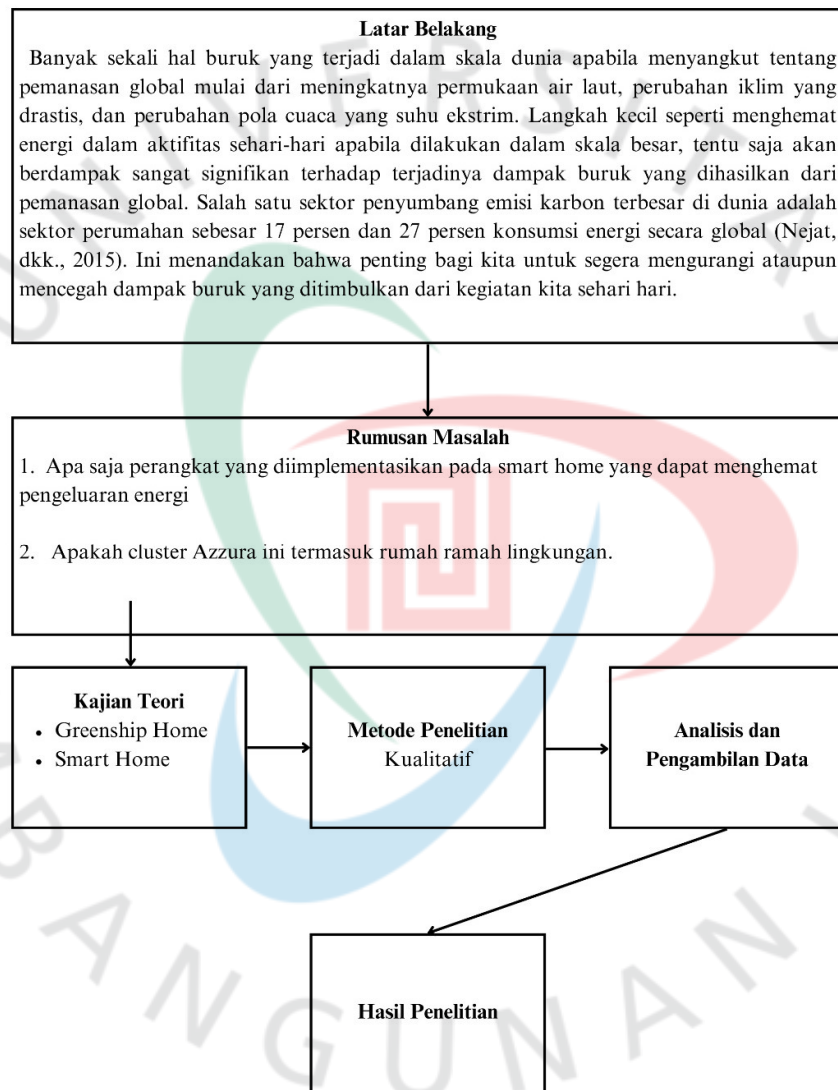 Latar Belakang
Banyak sekali hal buruk yang terjadi dalam skala dunia apabila menyangkut tentang
pemanasan global mulai dari meningkatnya permukaan air laut, perubahan iklim yang
drastis, dan perubahan pola cuaca yang suhu ekstrim. Langkah kecil seperti menghemat
energi dalam aktifitas sehari-hari apabila dilakukan dalam skala besar, tentu saja akan
berdampak sangat signifikan terhadap terjadinya dampak buruk yang dihasilkan dari
pemanasan global. Salah satu sektor penyumbang emisi karbon terbesar di dunia adalah
sektor perumahan sebesar 17 persen dan 27 persen konsumsi energi secara global (Nejat,
dkk., 2015). Ini menandakan bahwa penting bagi kita untuk segera mengurangi ataupun
mencegah dampak buruk yang ditimbulkan dari kegiatan kita sehari hari.
Rumusan Masalah
1. Apa saja perangkat yang diimplementasikan pada smart home yang dapat menghemat
pengeluaran energi
2. Apakah cluster Azzura ini termasuk rumah ramah lingkungan.
Kajian Teori
• Greenship Home
• Smart Home
Metode Penelitian
Kualitatif
Analisis dan
Pengambilan Data
Hasil Penelitian
UNIVERSITAS
MBANGUNAN